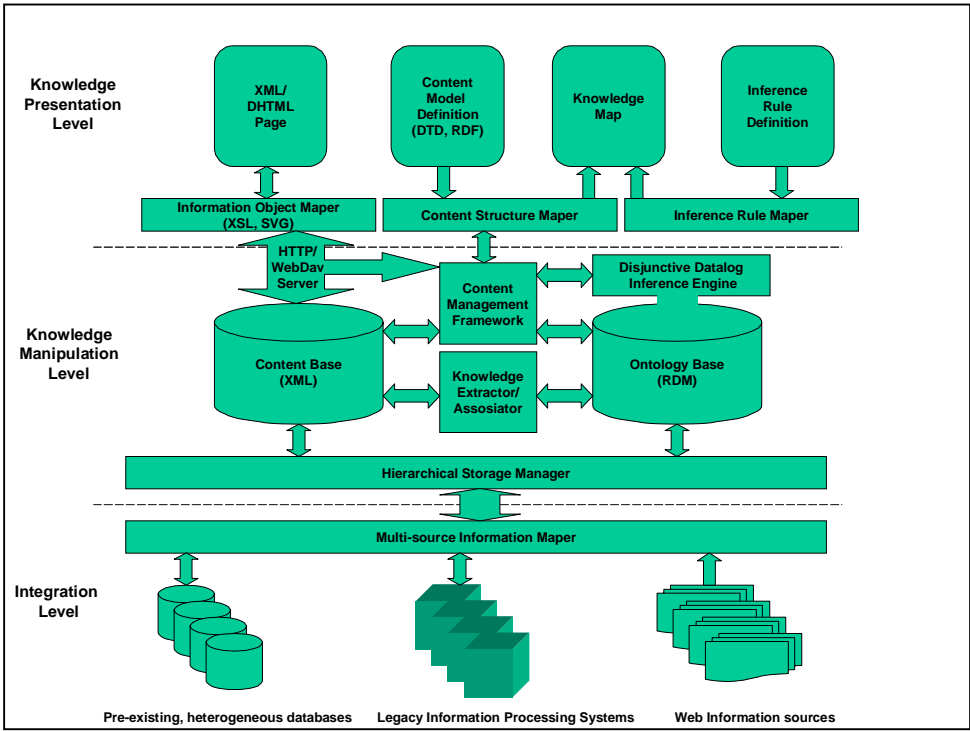 Knowledge
Presentation
Level
XML/
DHTML
Page
Content
Model
Definition
(DTD, RDF)
Knowledge
Map
Inference
Rule
Definition
Information Object Maper
(XSL, SVG)
Content Structure Maper
Inference Rule Maper
HTTP/
WebDav
Server
Content
Management
Framework
Disjunctive Datalog
Inference Engine
Knowledge
Manipulation
Level
Content Base
(XML)
Knowledge
Extractor/
Assosiator
Ontology Base
(RDM)
Hierarchical Storage Manager
Multi-source Information Maper
Integration
Level
Pre-existing, heterogeneous databases
Legacy Information Processing Systems
Web Information sources